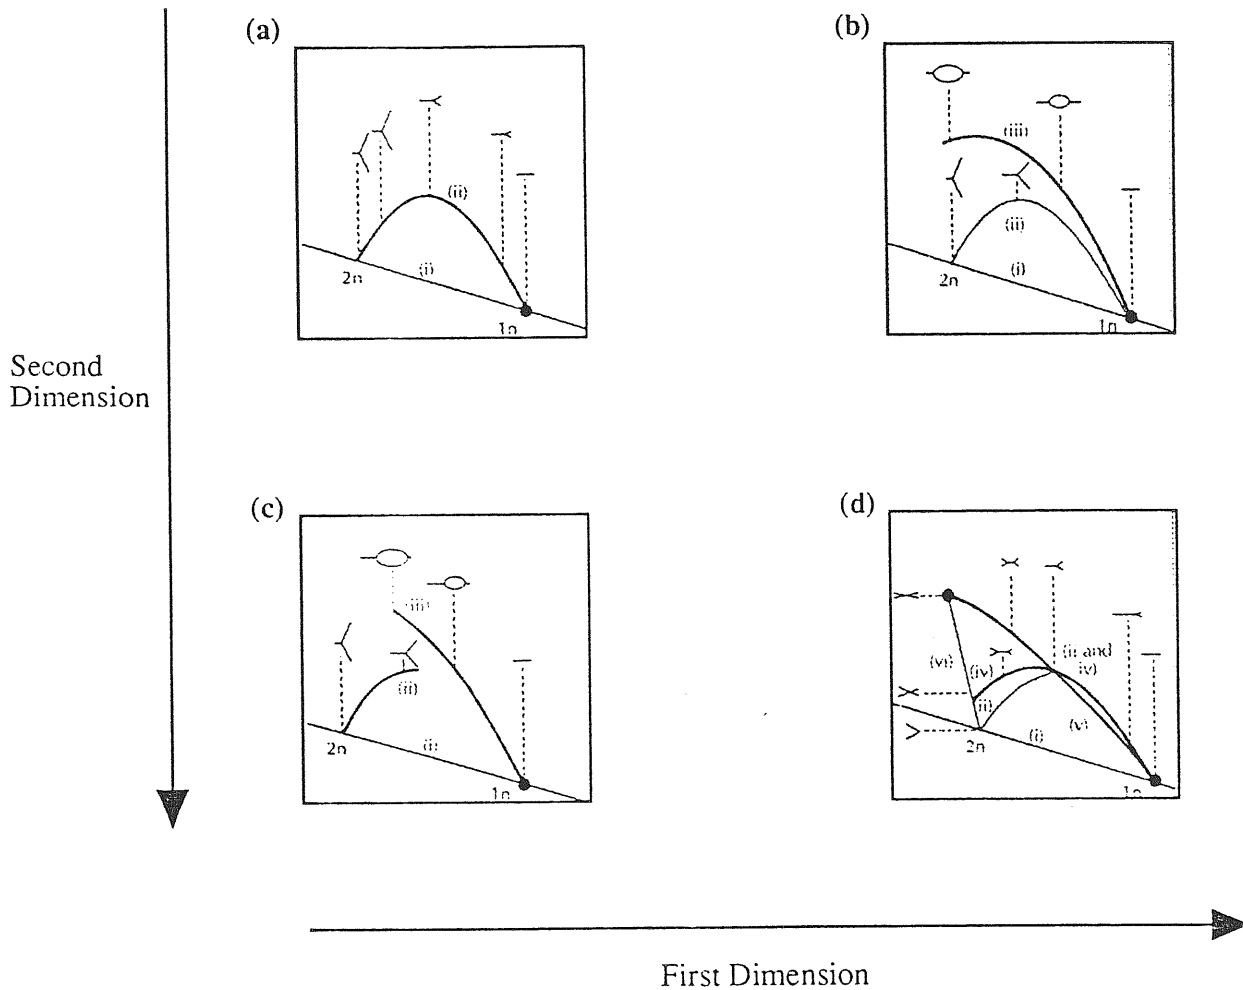 (a)
(b)
(ii)
(i)
2n
1n
(iii)
(ii)
(i)
2n
1n
Second
Dimension
(c)
(d)
(iii)
(ii)
(i)
2n
1n
(ii and
iv)
(vi)
(iv)
(ii)
(v)
(i)
2n
1n
First Dimension